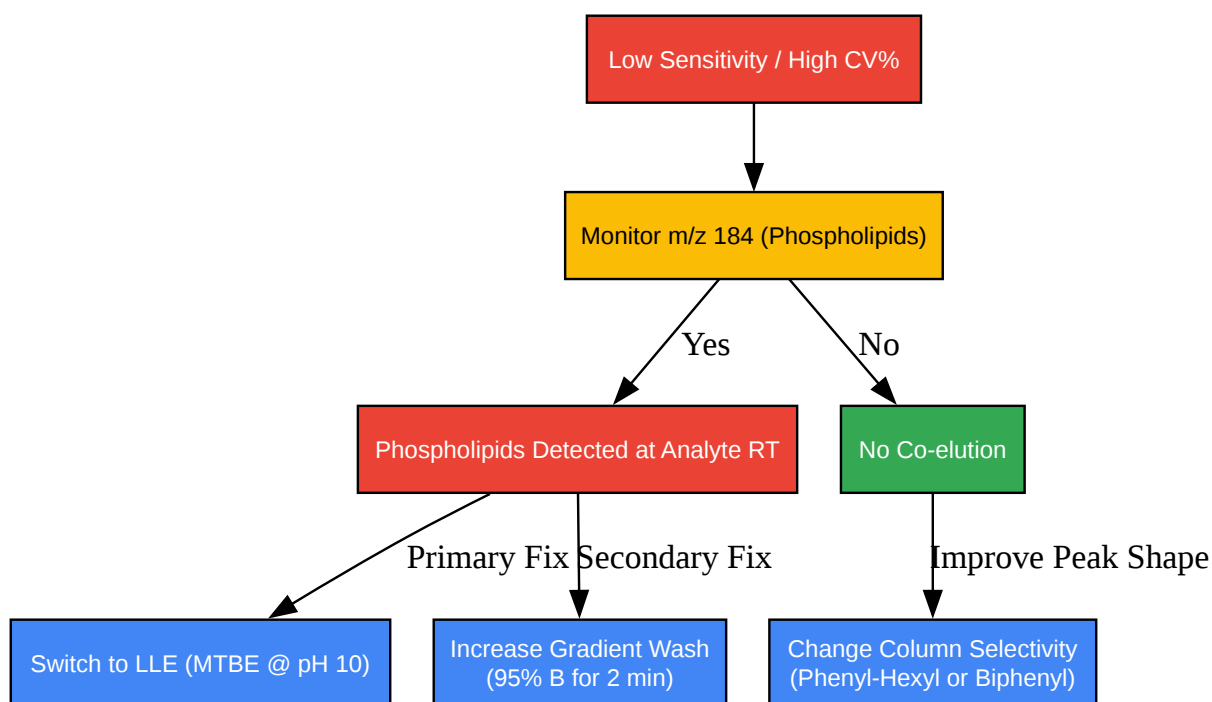 Low Sensitivity / High CV%
Monitor m/z 184 (Phospholipids)
Yes
No
Phospholipids Detected at Analyte RT
No Co-elution
Primary Fix
Secondary Fix
Improve Peak Shape
Switch to LLE (MTBE @ pH 10)
Increase Gradient Wash
(95% B for 2 min)
Change Column Selectivity
(Phenyl-Hexyl or Biphenyl)